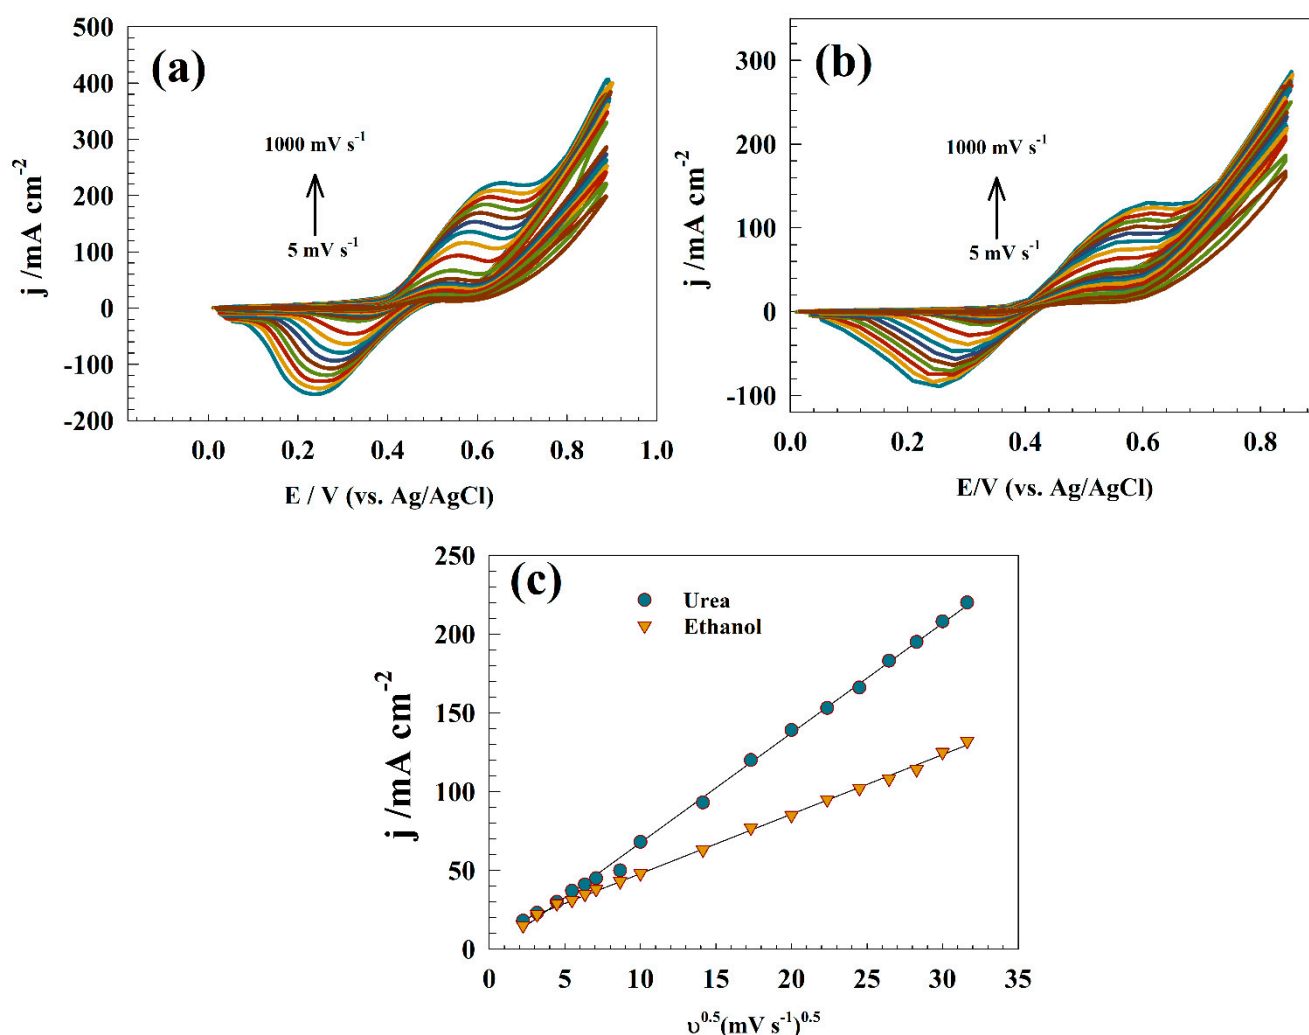 (a)
500
400
300
200
100
0
-100
-200
j /mA cm⁻²
1000 mV s⁻¹
5 mV s⁻¹
0.0 0.2 0.4 0.6 0.8 1.0
E / V (vs. Ag/AgCl)
(b)
300
200
100
0
-100
j /mA cm⁻²
1000 mV s⁻¹
5 mV s⁻¹
0.0 0.2 0.4 0.6 0.8
E/V (vs. Ag/AgCl)
(c)
250
200
150
100
50
0
j /mA cm⁻²
Urea
Ethanol
0 5 10 15 20 25 30 35
υ⁰·⁵(mV s⁻¹)⁰·⁵